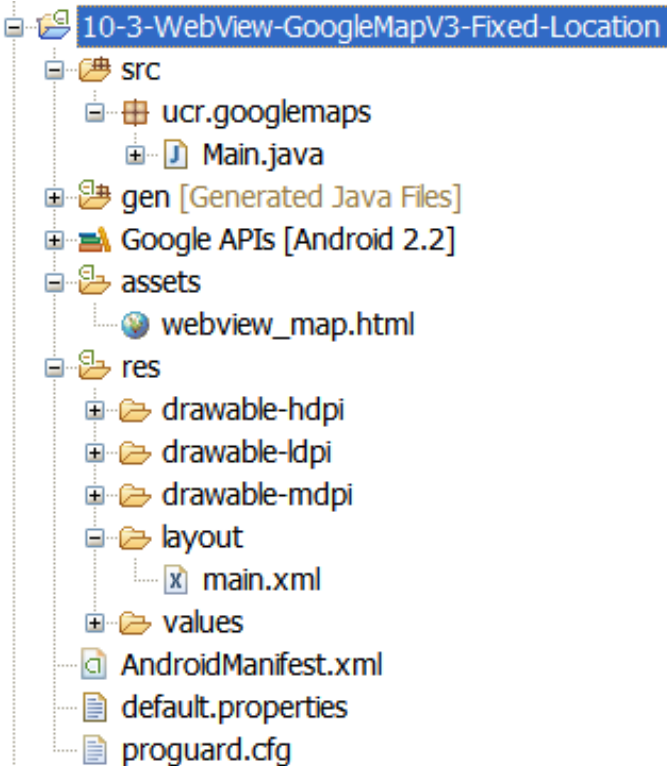 10-3-WebView-GoogleMapV3-Fixed-Location
src
ucr.googlemaps
Main.java
gen [Generated Java Files]
Google APIs [Android 2.2]
assets
webview_map.html
res
drawable-hdpi
drawable-ldpi
drawable-mdpi
layout
main.xml
values
AndroidManifest.xml
default.properties
proguard.cfg